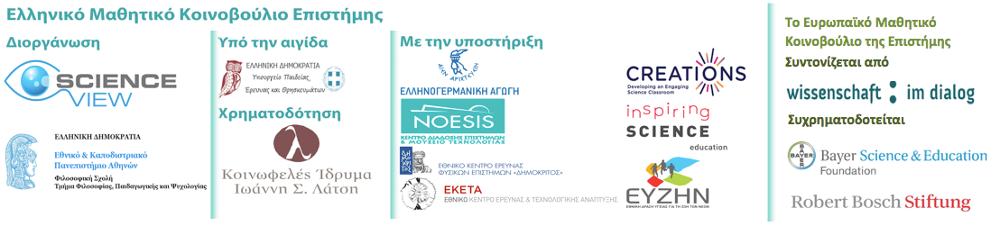 Ελληνικό Μαθητικό Κοινοβούλιο Επιστήμης
Διοργάνωση
SCIENCE
VIEW
ΕΛΛΗΝΙΚΗ ΔΗΜΟΚΡΑΤΙΑ
Εθνικό & Καποδιστριακό
Πανεπιστήμιο Αθηνών
Φιλοσοφική Σχολή
Τμήμα Φιλοσοφίας, Παιδαγωγικής και Ψυχολογίας
Υπό την αιγίδα
ΕΛΛΗΝΙΚΗ ΔΗΜΟΚΡΑΤΙΑ
Υπουργείο Παιδείας,
Έρευνας και Θρησκευμάτων
Χρηματοδότηση
λ
Κοινωφελές Ίδρυμα
Ιωάννη Σ. Λάτση
Με την υποστήριξη
ΑΙΕΝ ΑΡΙΣΤΕΥΕΙΝ
ΕΛΛΗΝΟΓΕΡΜΑΝΙΚΗ ΑΓΩΓΗ
NOESIS
ΚΕΝΤΡΟ ΔΙΑΔΟΣΗΣ ΕΠΙΣΤΗΜΩΝ
& ΜΟΥΣΕΙΟ ΤΕΧΝΟΛΟΓΙΑΣ
ΔΗΜΟΚΡΙΤΟΣ
ΕΘΝΙΚΟ ΚΕΝΤΡΟ ΕΡΕΥΝΑΣ
ΦΥΣΙΚΩΝ ΕΠΙΣΤΗΜΩΝ «ΔΗΜΟΚΡΙΤΟΣ»
ΕΚΕΤΑ
ΕΘΝΙΚΟ ΚΕΝΤΡΟ ΕΡΕΥΝΑΣ & ΤΕΧΝΟΛΟΓΙΚΗΣ ΑΝΑΠΤΥΞΗΣ
CREATIONS
Developing an Engaging
Science Classroom
inspiring
SCIENCE
education
ΕΥΖΗΝ
ΕΘΝΙΚΗ ΔΡΑΣΗ ΥΓΕΙΑΣ ΓΙΑ ΤΗ ΖΩΗ ΤΩΝ ΝΕΩΝ
Το Ευρωπαϊκό Μαθητικό
Κοινοβούλιο της Επιστήμης
Συντονίζεται από
wissenschaft im dialog
Συχρηματοδοτείται
BAYER
Bayer Science & Education
Foundation
Robert Bosch Stiftung